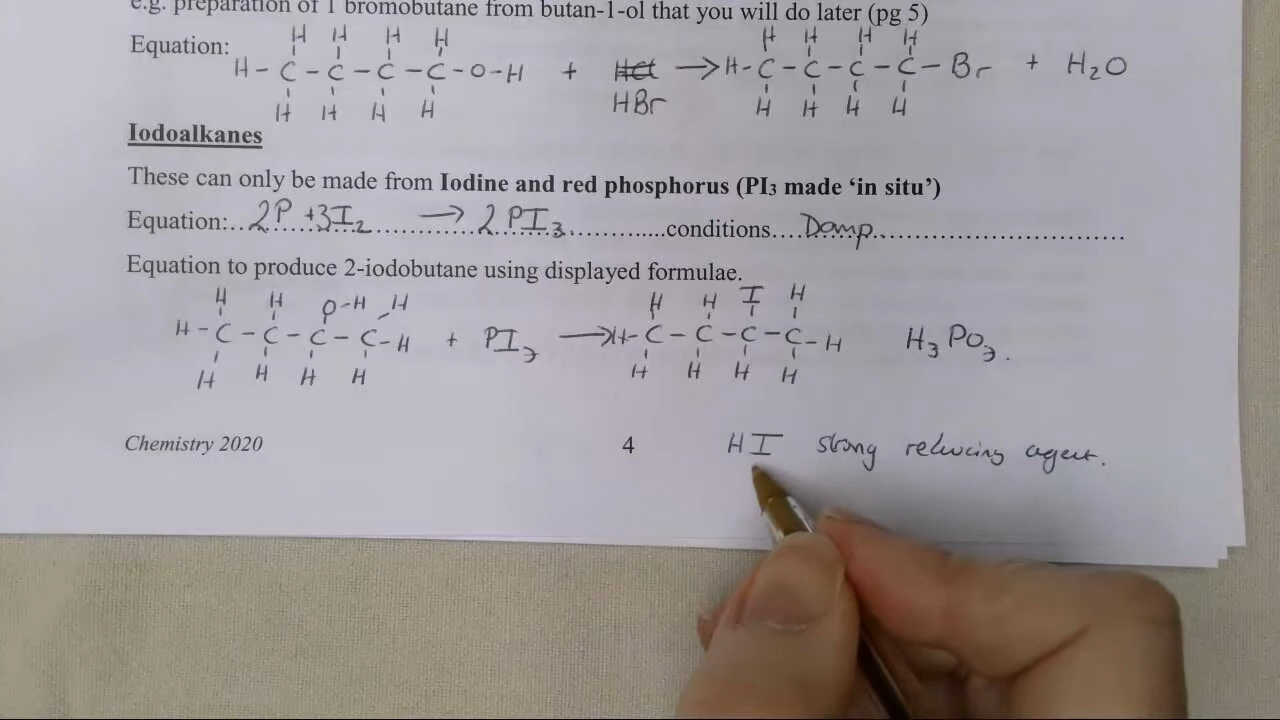 e.g. preparation of 1 bromobutane from butan-1-ol that you will do later (pg 5)
H H H H H H H H
Equation: H - C - C - C - C - O - H + HCl → H - C - C - C - C - Br + H2O
H H H H HBr H H H H
Iodoalkanes
These can only be made from Iodine and red phosphorus (PI3 made ‘in situ’)
Equation:..2P + 3I2 → 2PI3.....conditions....Damp
Equation to produce 2-iodobutane using displayed formulae.
H H O-H H H H I H
H - C - C - C - C - H + PI3 → H - C - C - C - C - H H3PO3.
H H H H H H H H
Chemistry 2020 4 HI strong reducing agent.